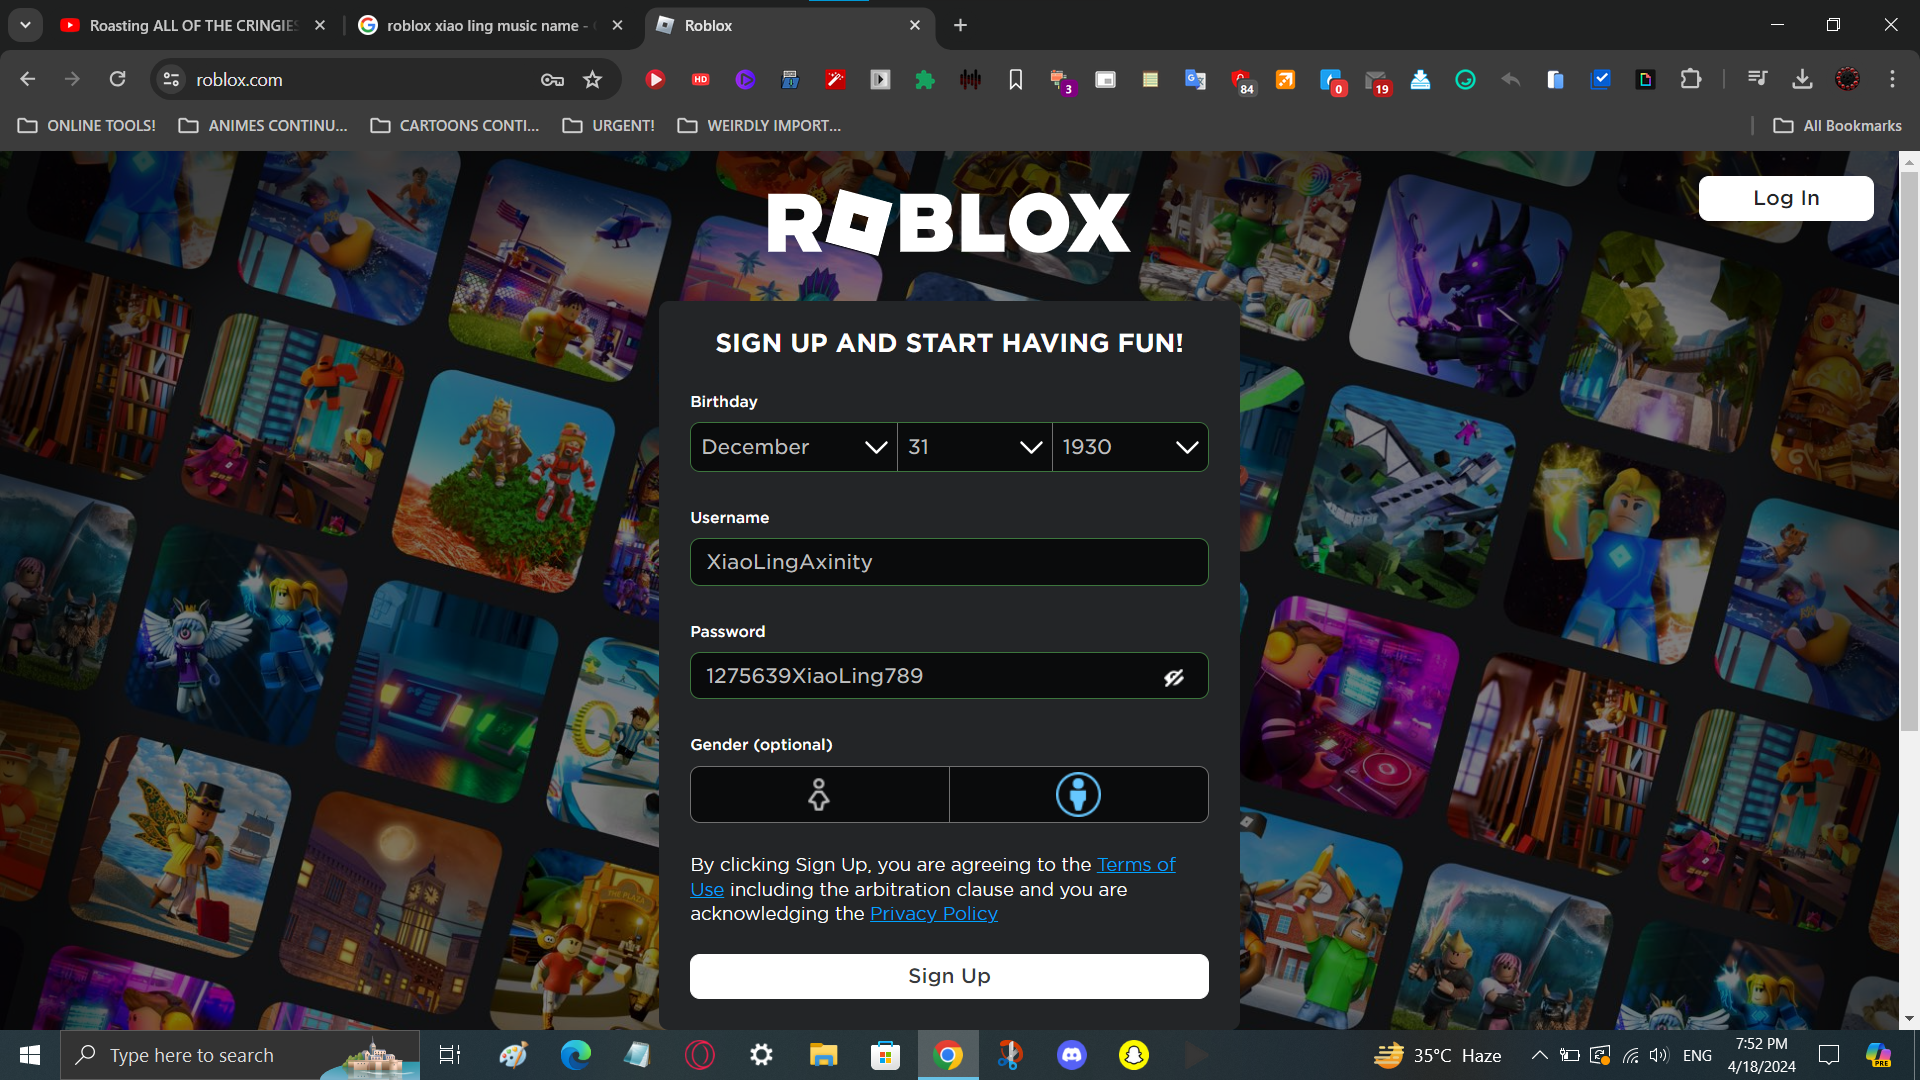 Roasting ALL OF THE CRINGIES
roblox xiao ling music name -
Roblox
roblox.com
HD
3
84
0
19
ONLINE TOOLS!
ANIMES CONTINU...
CARTOONS CONTI...
URGENT!
WEIRDLY IMPORT...
All Bookmarks
ROBLOX
Log In
SIGN UP AND START HAVING FUN!
Birthday
December
31
1930
Username
XiaoLingAxinity
Password
1275639XiaoLing789
Gender (optional)
By clicking Sign Up, you are agreeing to the Terms of
Use including the arbitration clause and you are
acknowledging the Privacy Policy
Sign Up
Type here to search
35°C Haze
ENG
7:52 PM
4/18/2024
PRE